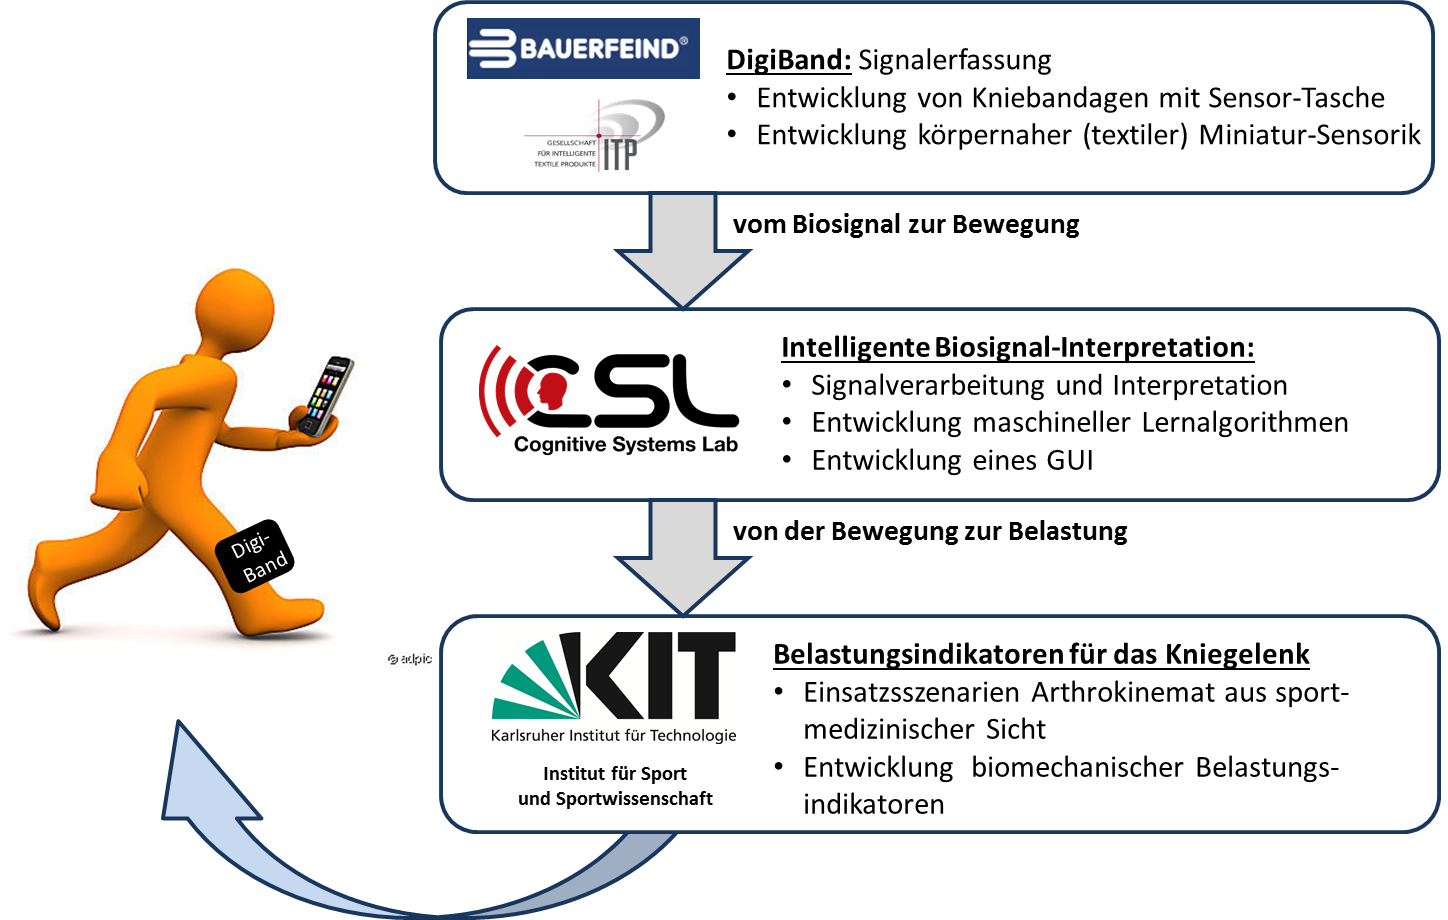 BAUERFEIND®
GESELLSCHAFT
FÜR INTELLIGENTE
TEXTILE PRODUKTE
ITP
DigiBand: Signalerfassung
• Entwicklung von Kniebandagen mit Sensor-Tasche
• Entwicklung körpernaher (textiler) Miniatur-Sensorik
vom Biosignal zur Bewegung
CSL
Cognitive Systems Lab
Intelligente Biosignal-Interpretation:
• Signalverarbeitung und Interpretation
• Entwicklung maschineller Lernalgorithmen
• Entwicklung eines GUI
Digi-
Band
von der Bewegung zur Belastung
© adpic
KIT
Karlsruher Institut für Technologie
Institut für Sport
und Sportwissenschaft
Belastungsindikatoren für das Kniegelenk
• Einsatzsszenarien Arthrokinemat aus sport-
medizinischer Sicht
• Entwicklung biomechanischer Belastungs-
indikatoren